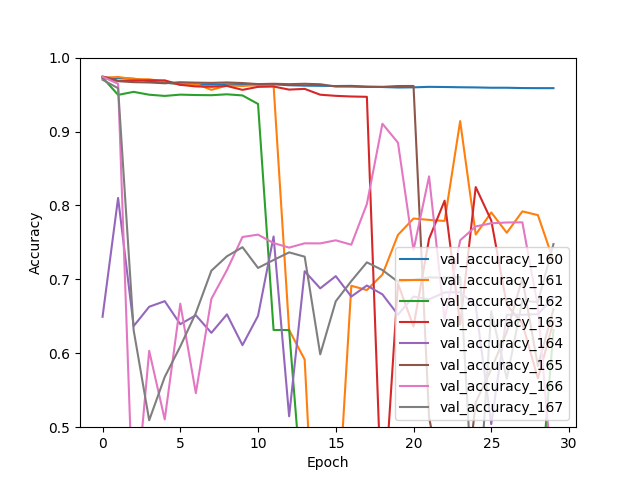 1.0
0.9
0.8
0.7
0.6
0.5
Accuracy
0
5
10
15
20
25
30
Epoch
val_accuracy_160
val_accuracy_161
val_accuracy_162
val_accuracy_163
val_accuracy_164
val_accuracy_165
val_accuracy_166
val_accuracy_167